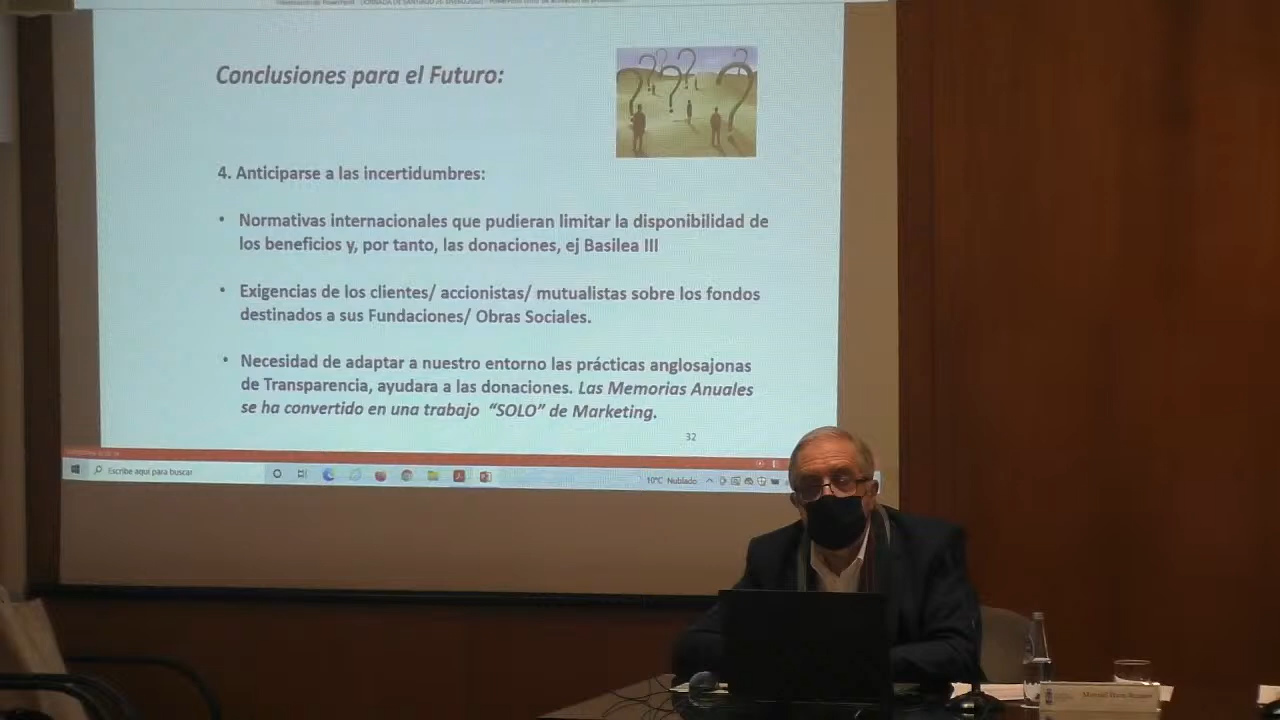 Conclusiones para el Futuro:
4. Anticiparse a las incertidumbres:
• Normativas internacionales que pudieran limitar la disponibilidad de
los beneficios y, por tanto, las donaciones, ej Basilea III
• Exigencias de los clientes/ accionistas/ mutualistas sobre los fondos
destinados a sus Fundaciones/ Obras Sociales.
• Necesidad de adaptar a nuestro entorno las prácticas anglosajonas
de Transparencia, ayudara a las donaciones. Las Memorias Anuales
se ha convertido en una trabajo “SOLO” de Marketing.
32
Escribe aquí para buscar
10°C Nublado